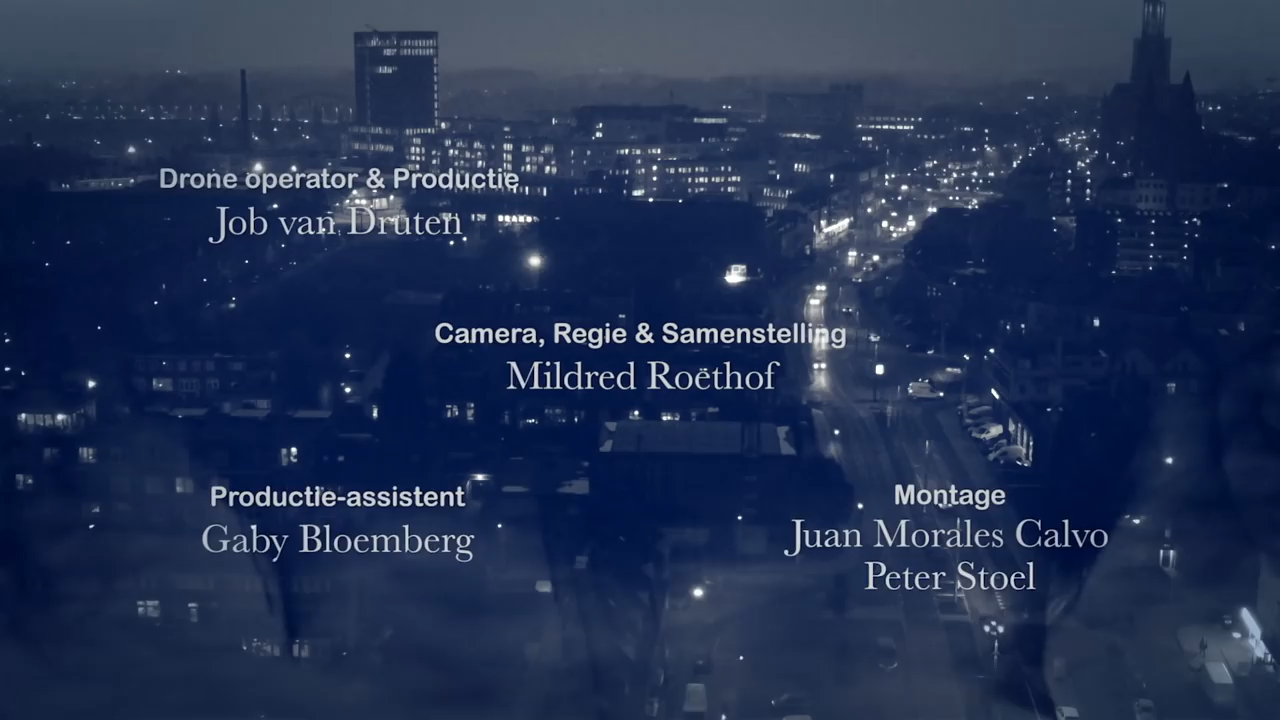 Drone operator & Productie
Job van Druten
Camera, Regie & Samenstelling
Mildred Roëthof
Productie-assistent
Gaby Bloemberg
Montage
Juan Morales Calvo
Peter Stoel